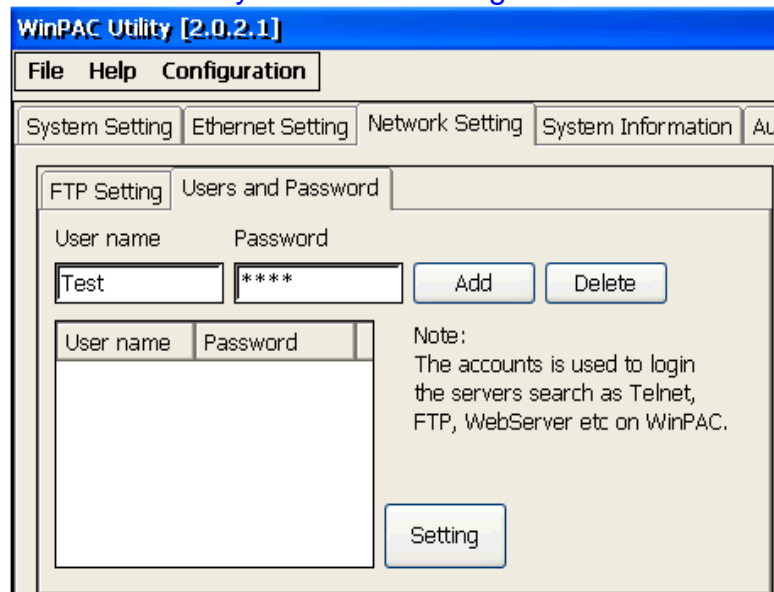 WinPAC Utility [2.0.2.1]
File Help Configuration
System Setting Ethernet Setting Network Setting System Information Au
FTP Setting Users and Password
User name Password
Test **** Add Delete
User name Password
Note:
The accounts is used to login
the servers search as Telnet,
FTP, WebServer etc on WinPAC.
Setting